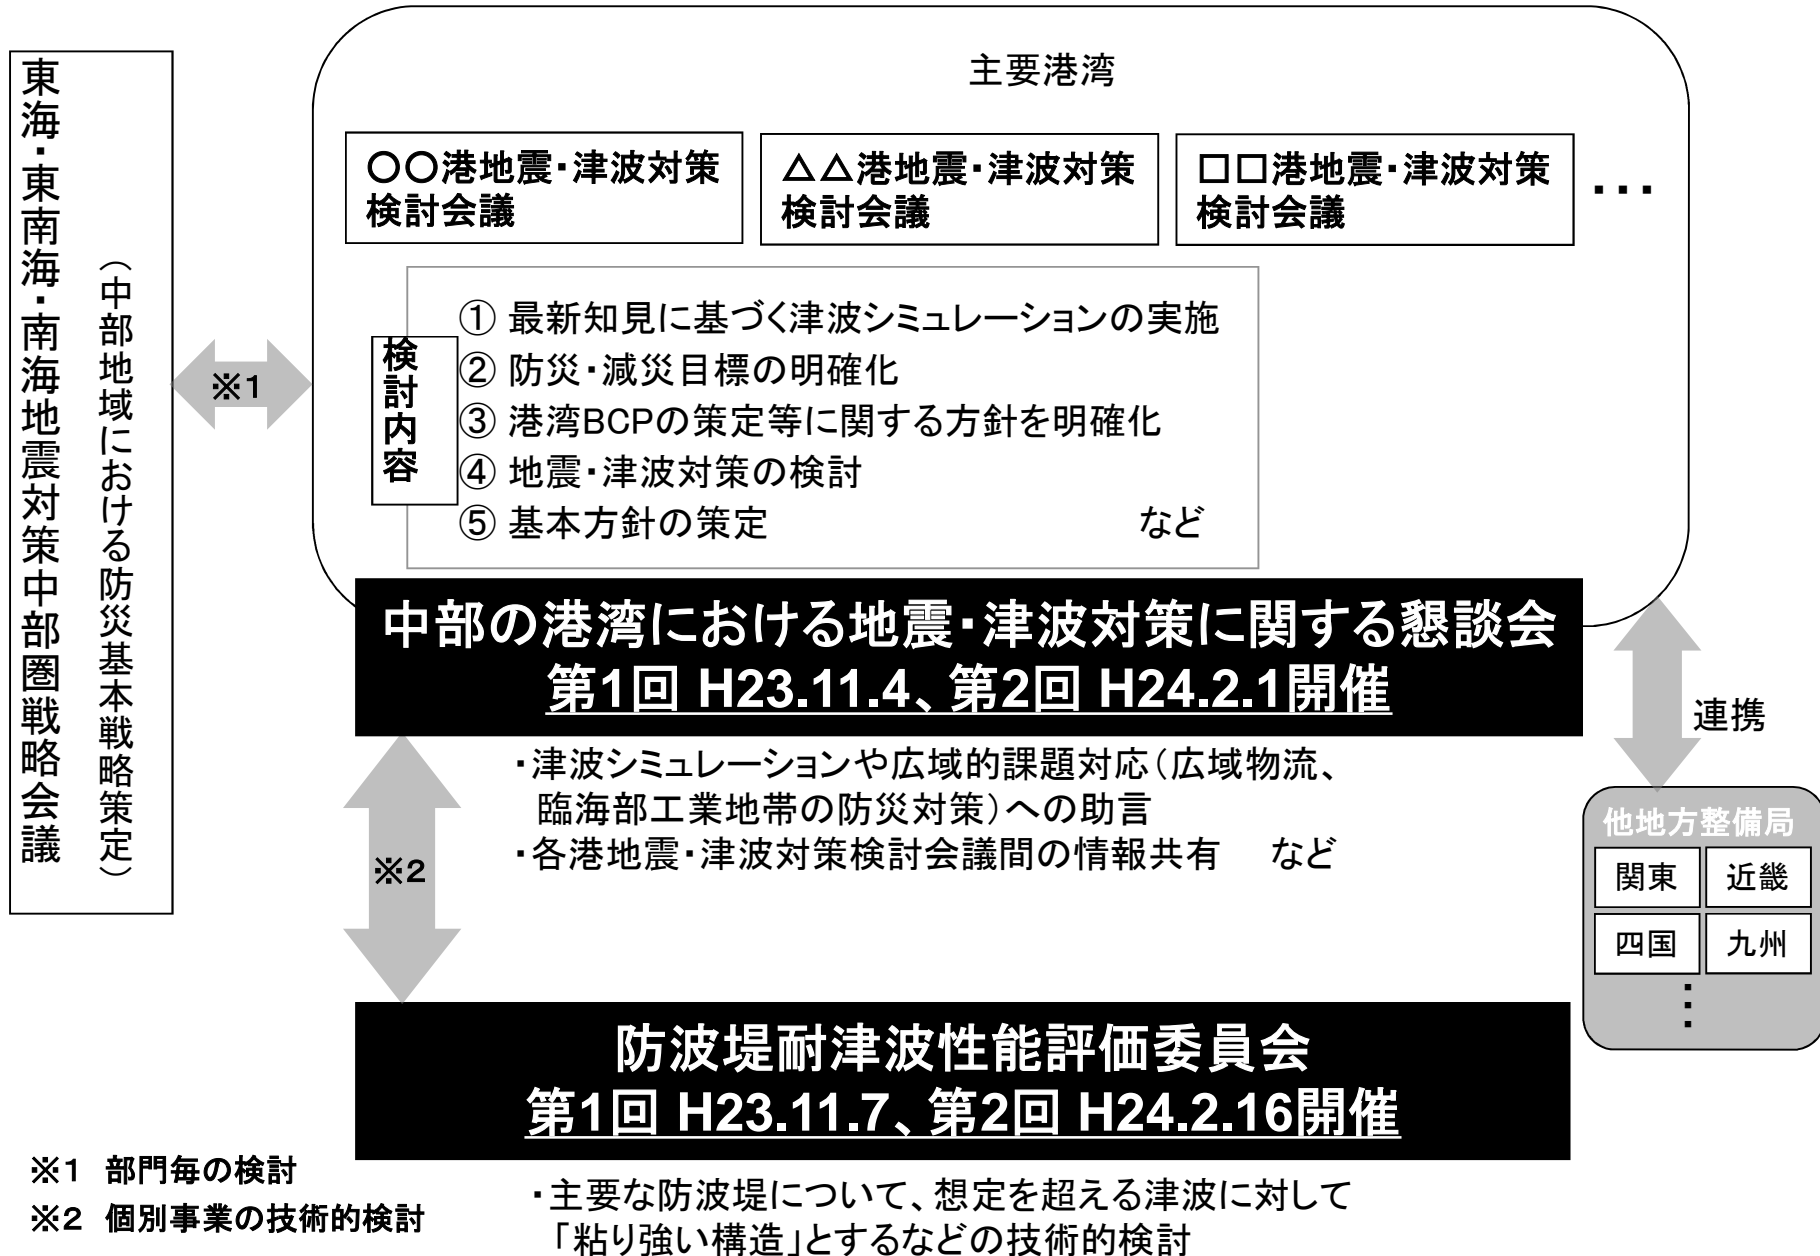 東海・東南海・南海地震対策中部圏戦略会議
（中部地域における防災基本戦略策定）
※1
主要港湾
○○港地震・津波対策
検討会議
△△港地震・津波対策
検討会議
□□港地震・津波対策
検討会議
・・・
検討内容
① 最新知見に基づく津波シミュレーションの実施
② 防災・減災目標の明確化
③ 港湾BCPの策定等に関する方針を明確化
④ 地震・津波対策の検討
⑤ 基本方針の策定 など
中部の港湾における地震・津波対策に関する懇談会
第1回 H23.11.4、第2回 H24.2.1開催
・津波シミュレーションや広域的課題対応（広域物流、
臨海部工業地帯の防災対策）への助言
・各港地震・津波対策検討会議間の情報共有 など
※2
連携
他地方整備局
関東
近畿
四国
九州
・・・
防波堤耐津波性能評価委員会
第1回 H23.11.7、第2回 H24.2.16開催
・主要な防波堤について、想定を超える津波に対して
「粘り強い構造」とするなどの技術的検討
※1 部門毎の検討
※2 個別事業の技術的検討